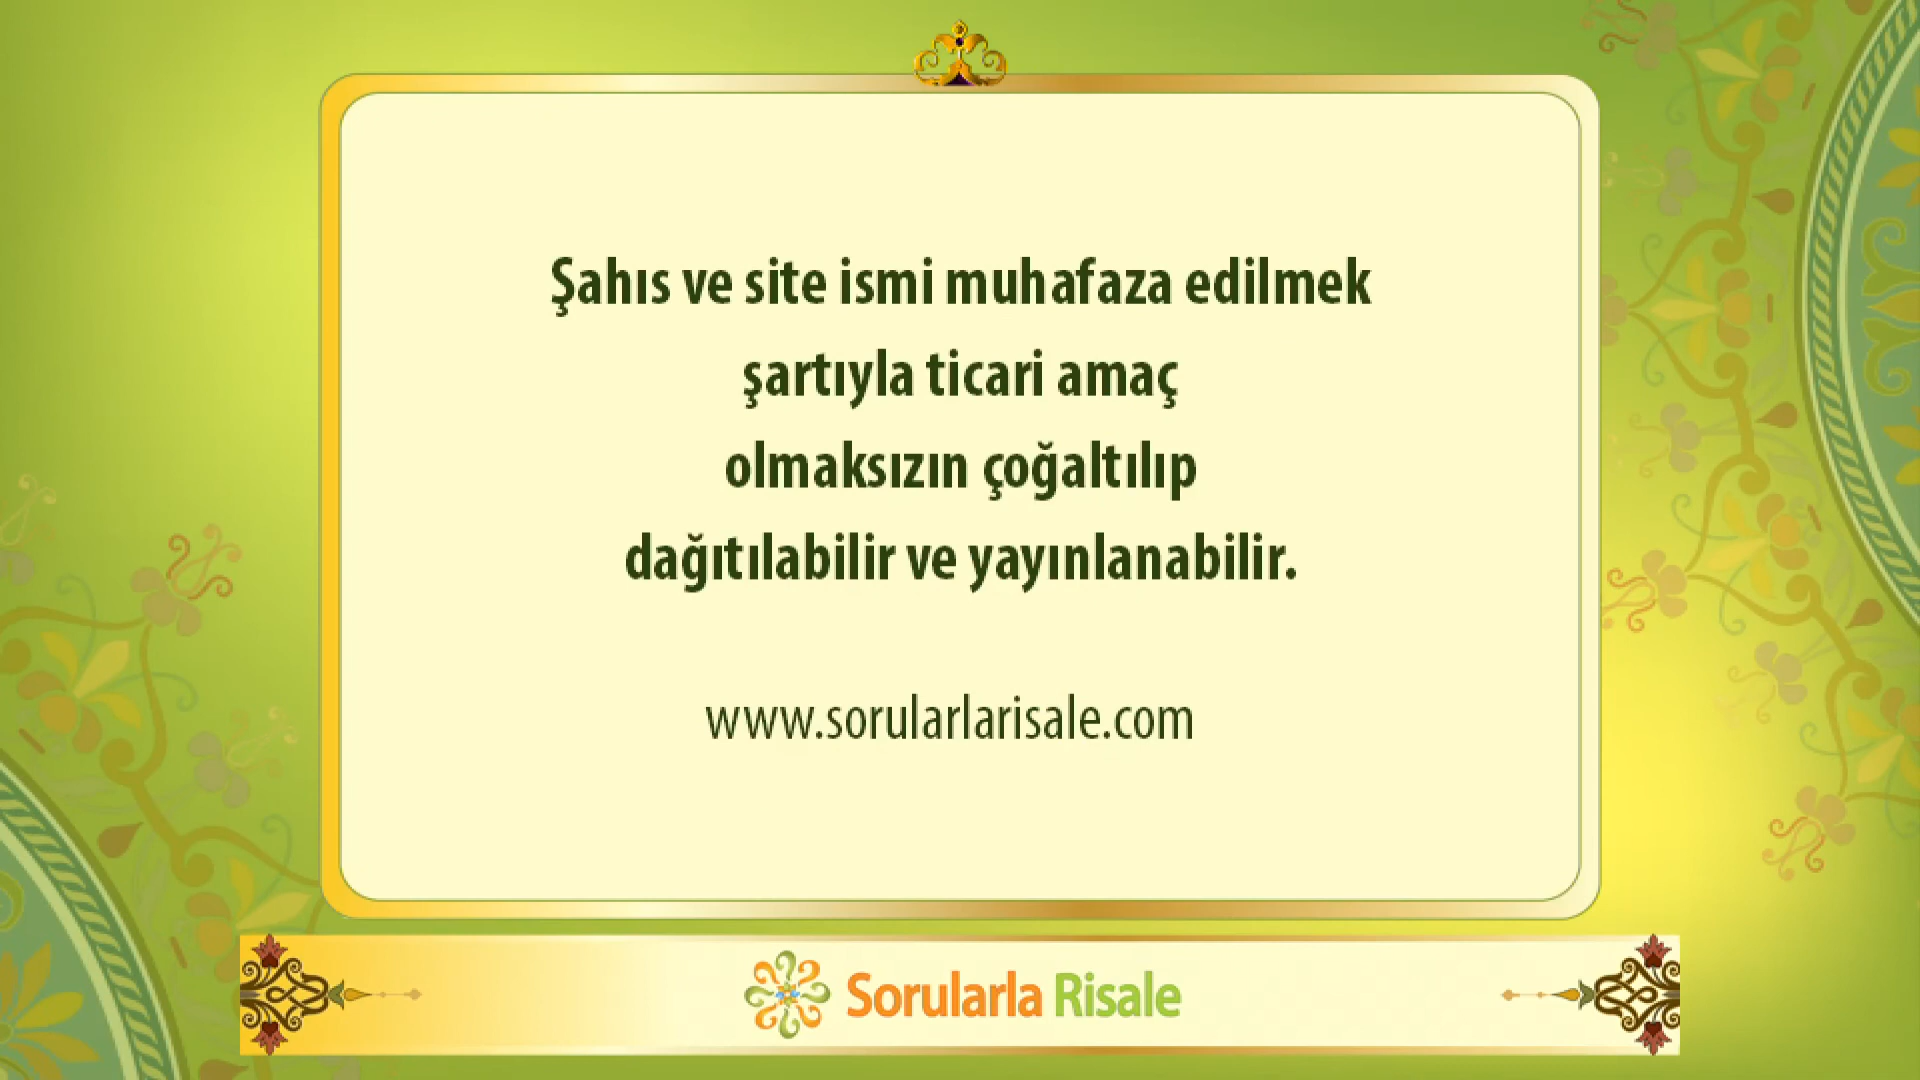 Şahıs ve site ismi muhafaza edilmek
şartıyla ticari amaç
olmaksızın çoğaltılıp
dağıtılabilir ve yayınlanabilir.
www.sorularlarisale.com
Sorularla Risale